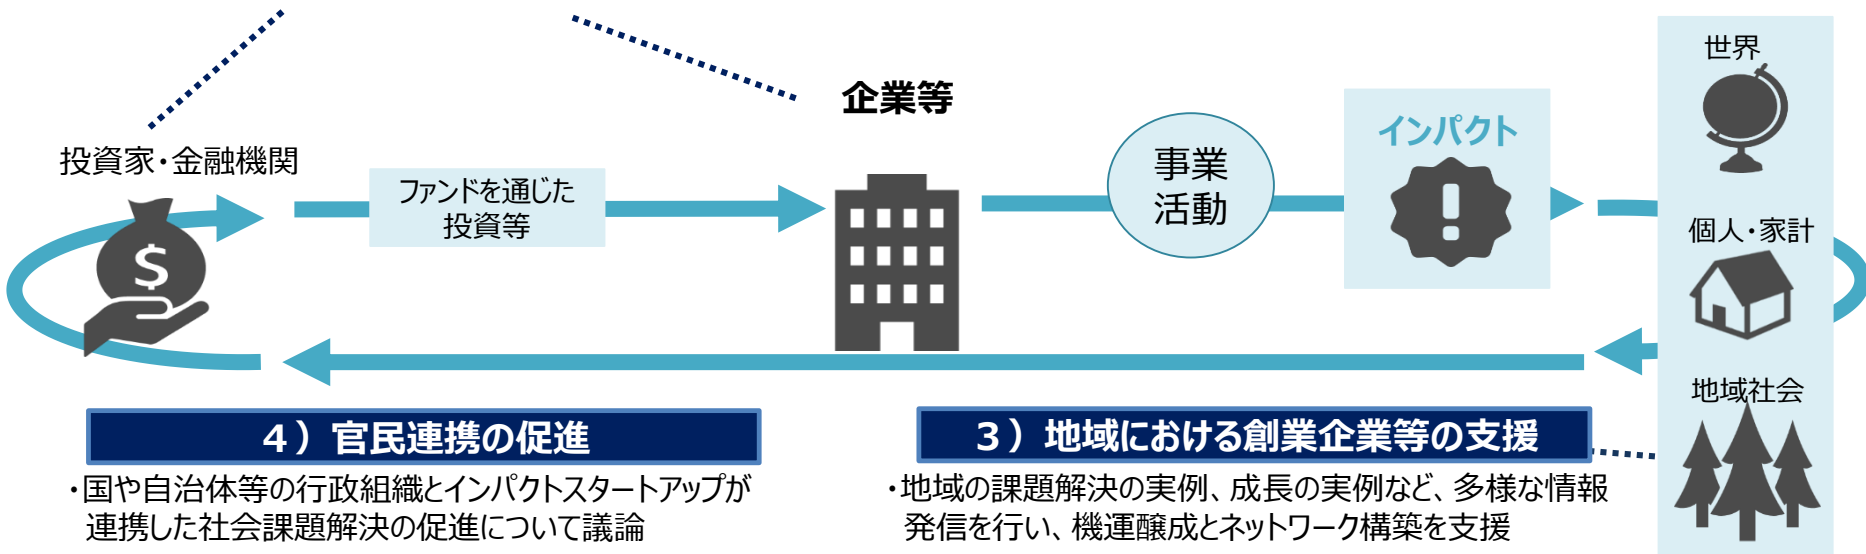 世界
企業等
インパクト
投資家・金融機関
事業
活動
ファンドを通じた
投資等
個人・家計
地域社会
４）官民連携の促進
・国や自治体等の行政組織とインパクトスタートアップが
連携した社会課題解決の促進について議論
３）地域における創業企業等の支援
・地域の課題解決の実例、成長の実例など、多様な情報
発信を行い、機運醸成とネットワーク構築を支援